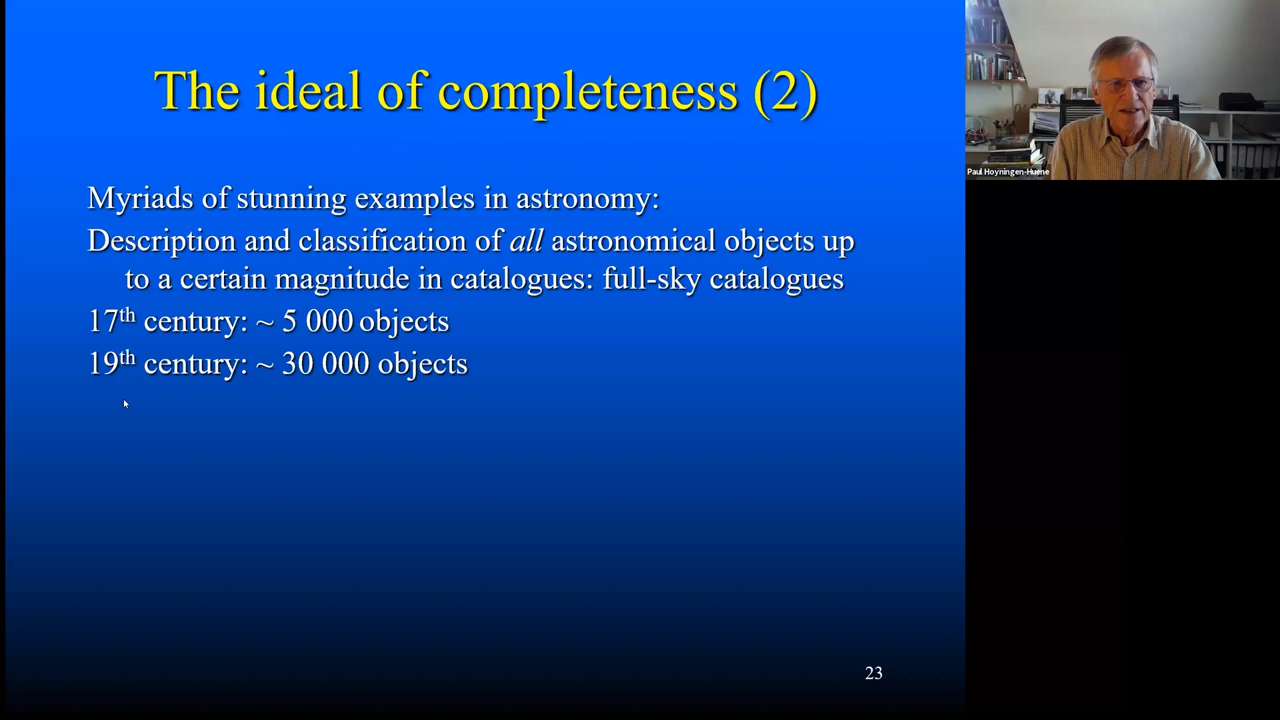 The ideal of completeness (2)
Myriads of stunning examples in astronomy:
Description and classification of all astronomical objects up
to a certain magnitude in catalogues: full-sky catalogues
17th century: ~ 5 000 objects
19th century: ~ 30 000 objects
23
Paul Hoyningen-Huene